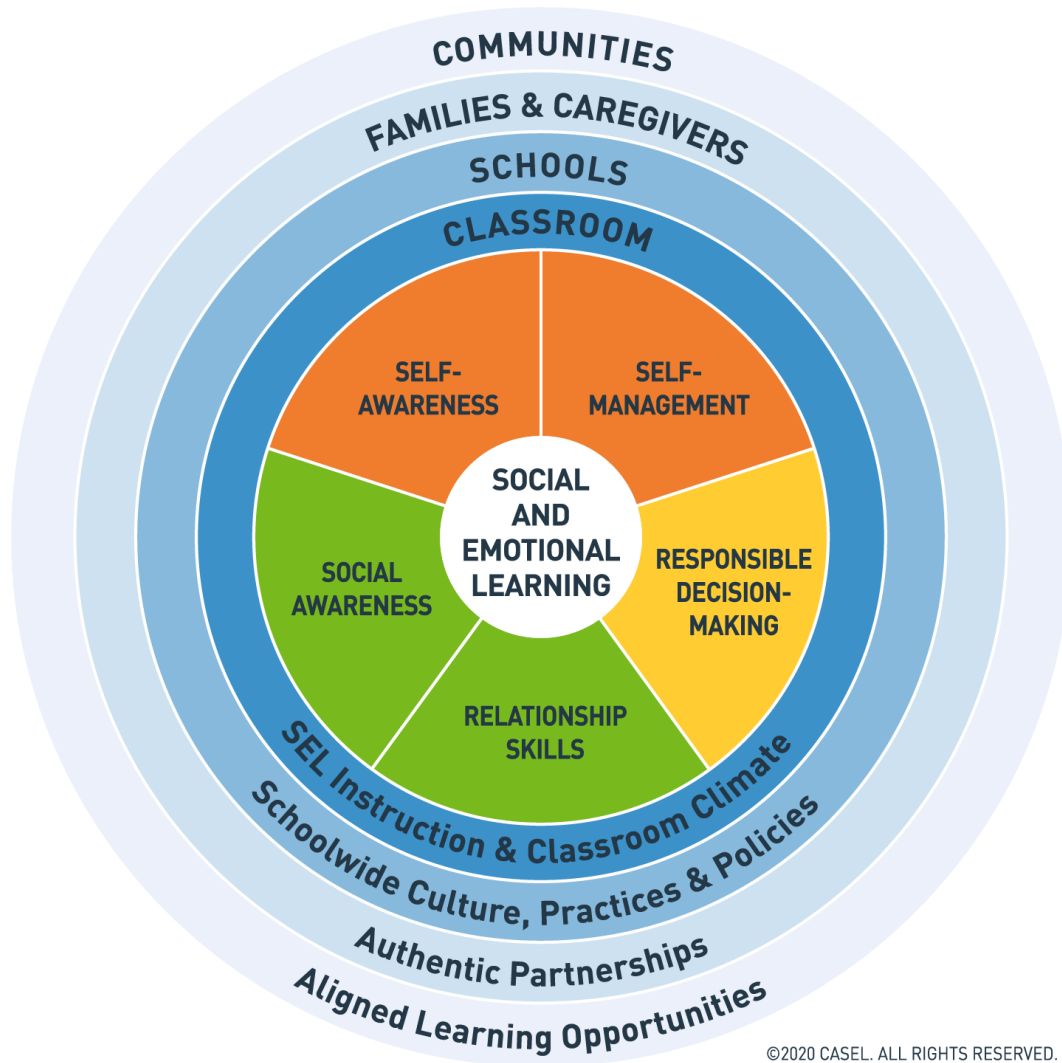 COMMUNITIES
FAMILIES & CAREGIVERS
SCHOOLS
CLASSROOM
SELF-
AWARENESS
SELF-
MANAGEMENT
SOCIAL
AND
EMOTIONAL
LEARNING
SOCIAL
AWARENESS
RESPONSIBLE
DECISION-
MAKING
RELATIONSHIP
SKILLS
SEL Instruction & Classroom Climate
Schoolwide Culture, Practices & Policies
Authentic Partnerships
Aligned Learning Opportunities
©2020 CASEL. ALL RIGHTS RESERVED.